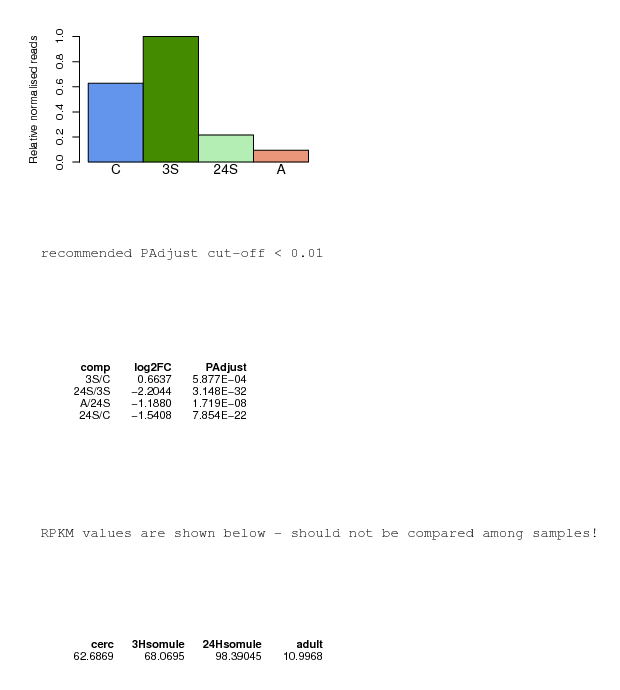 Relative normalised reads
1.0
0.8
0.6
0.4
0.2
0.0
C 3S 24S A
recommended PAdjust cut-off < 0.01
comp log2FC PAdjust
3S/C 0.6637 5.877E−04
24S/3S −2.2044 3.148E−32
A/24S −1.1880 1.719E−08
24S/C −1.5408 7.854E−22
RPKM values are shown below - should not be compared among samples!
cerc 3Hsomule 24Hsomule adult
62.6869 68.0695 98.39045 10.9968